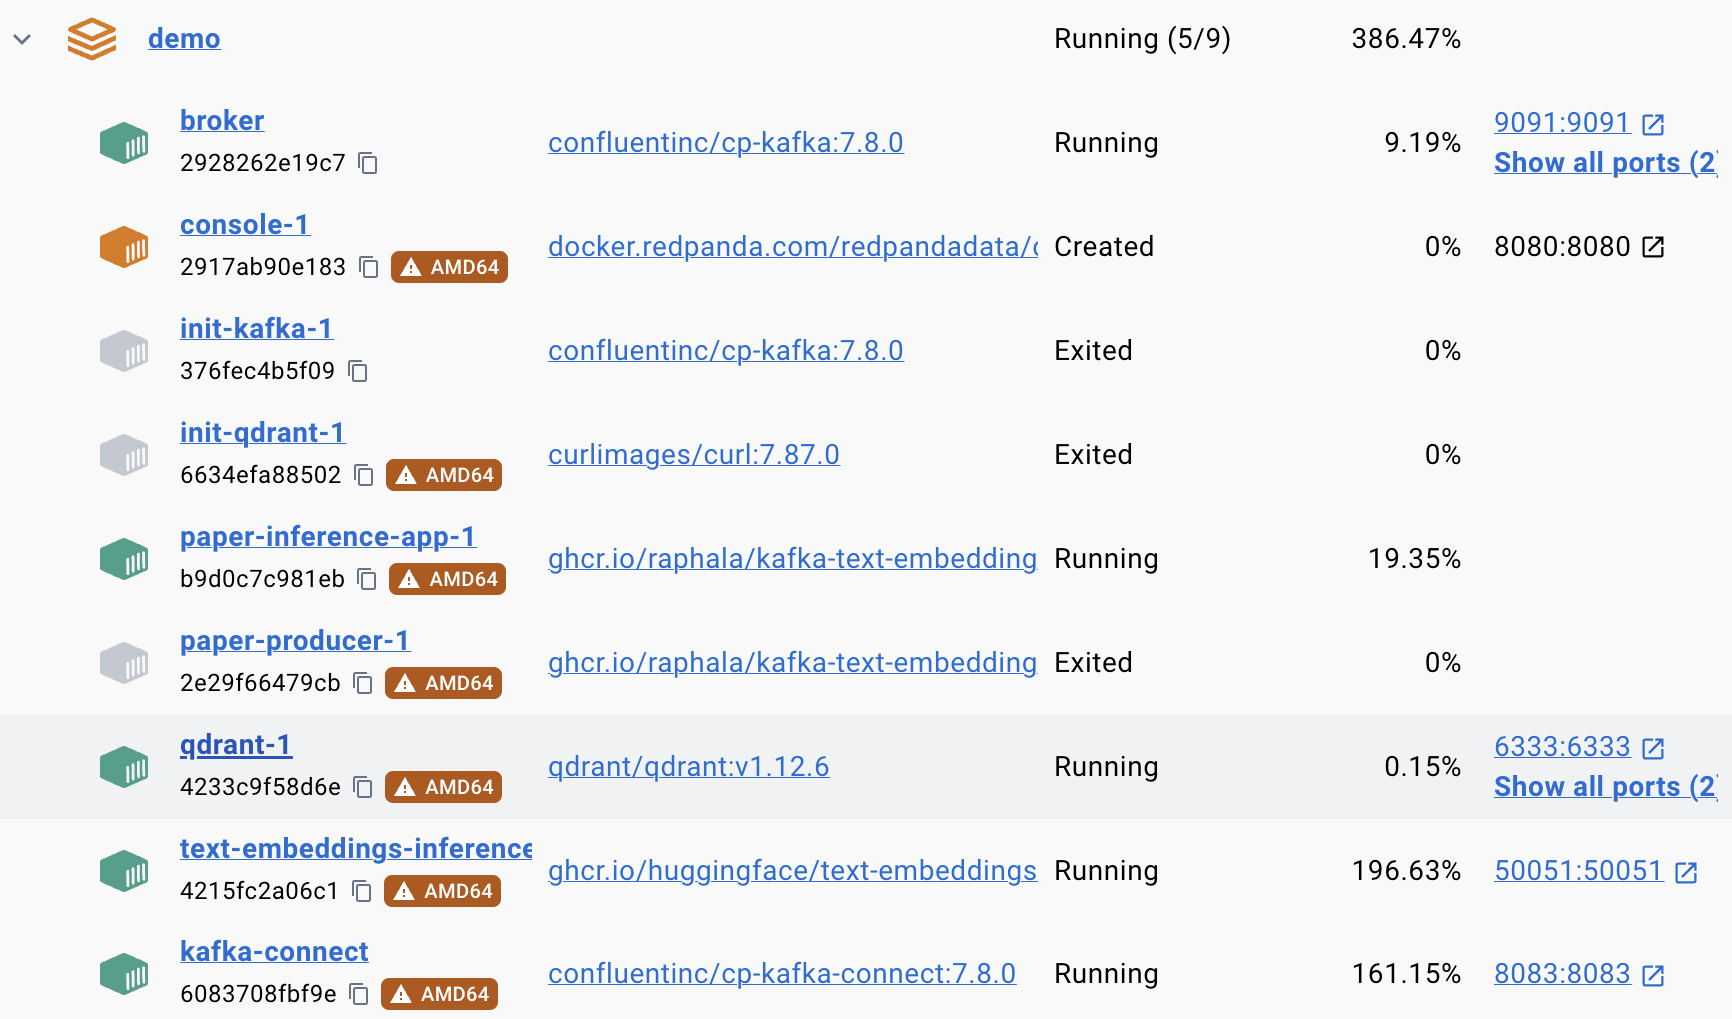 demo Running (5/9) 386.47%
broker
2928262e19c7
confluentinc/cp-kafka:7.8.0 Running 9.19% 9091:9091
Show all ports (2)
console-1
2917ab90e183 AMD64
docker.redpanda.com/redpandadata/c Created 0% 8080:8080
init-kafka-1
376fec4b5f09
confluentinc/cp-kafka:7.8.0 Exited 0%
init-qdrant-1
6634efa88502 AMD64
curlimages/curl:7.87.0 Exited 0%
paper-inference-app-1
b9d0c7c981eb AMD64
ghcr.io/raphala/kafka-text-embedding Running 19.35%
paper-producer-1
2e29f66479cb AMD64
ghcr.io/raphala/kafka-text-embedding Exited 0%
qdrant-1
4233c9f58d6e AMD64
qdrant/qdrant:v1.12.6 Running 0.15% 6333:6333
Show all ports (2)
text-embeddings-inference
4215fc2a06c1 AMD64
ghcr.io/huggingface/text-embeddings Running 196.63% 50051:50051
kafka-connect
6083708fbf9e AMD64
confluentinc/cp-kafka-connect:7.8.0 Running 161.15% 8083:8083